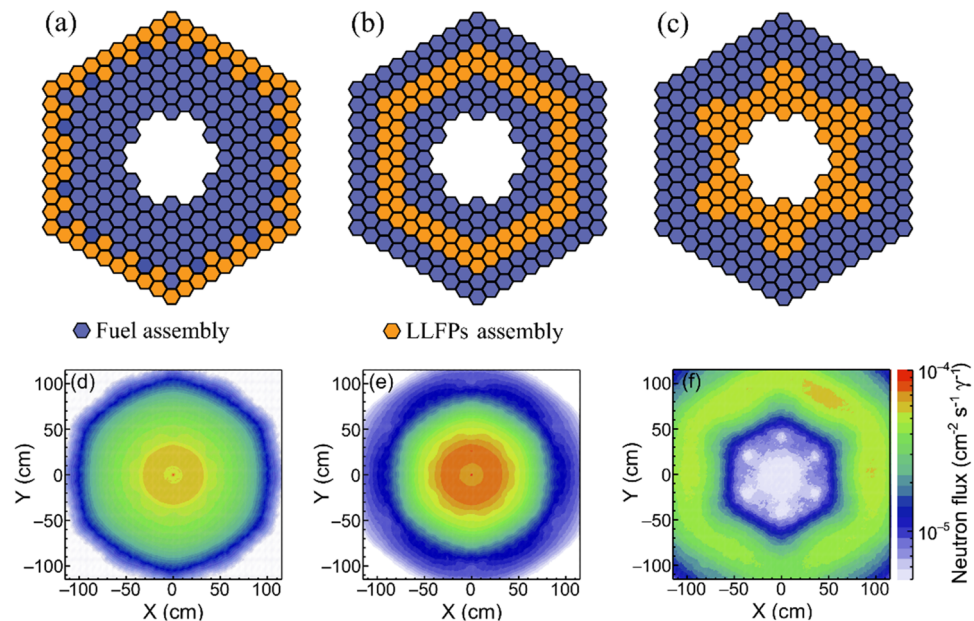 (a) (b) (c)
Fuel assembly LLFPs assembly
(d) (e) (f)
100 50 0 −50 −100
Y (cm)
−100 −50 0 50 100
X (cm)
100 50 0 −50 −100
Y (cm)
−100 −50 0 50 100
X (cm)
100 50 0 −50 −100
Y (cm)
−100 −50 0 50 100
X (cm)
10⁻⁴
10⁻⁵
Neutron flux (cm⁻² s⁻¹ γ⁻¹)